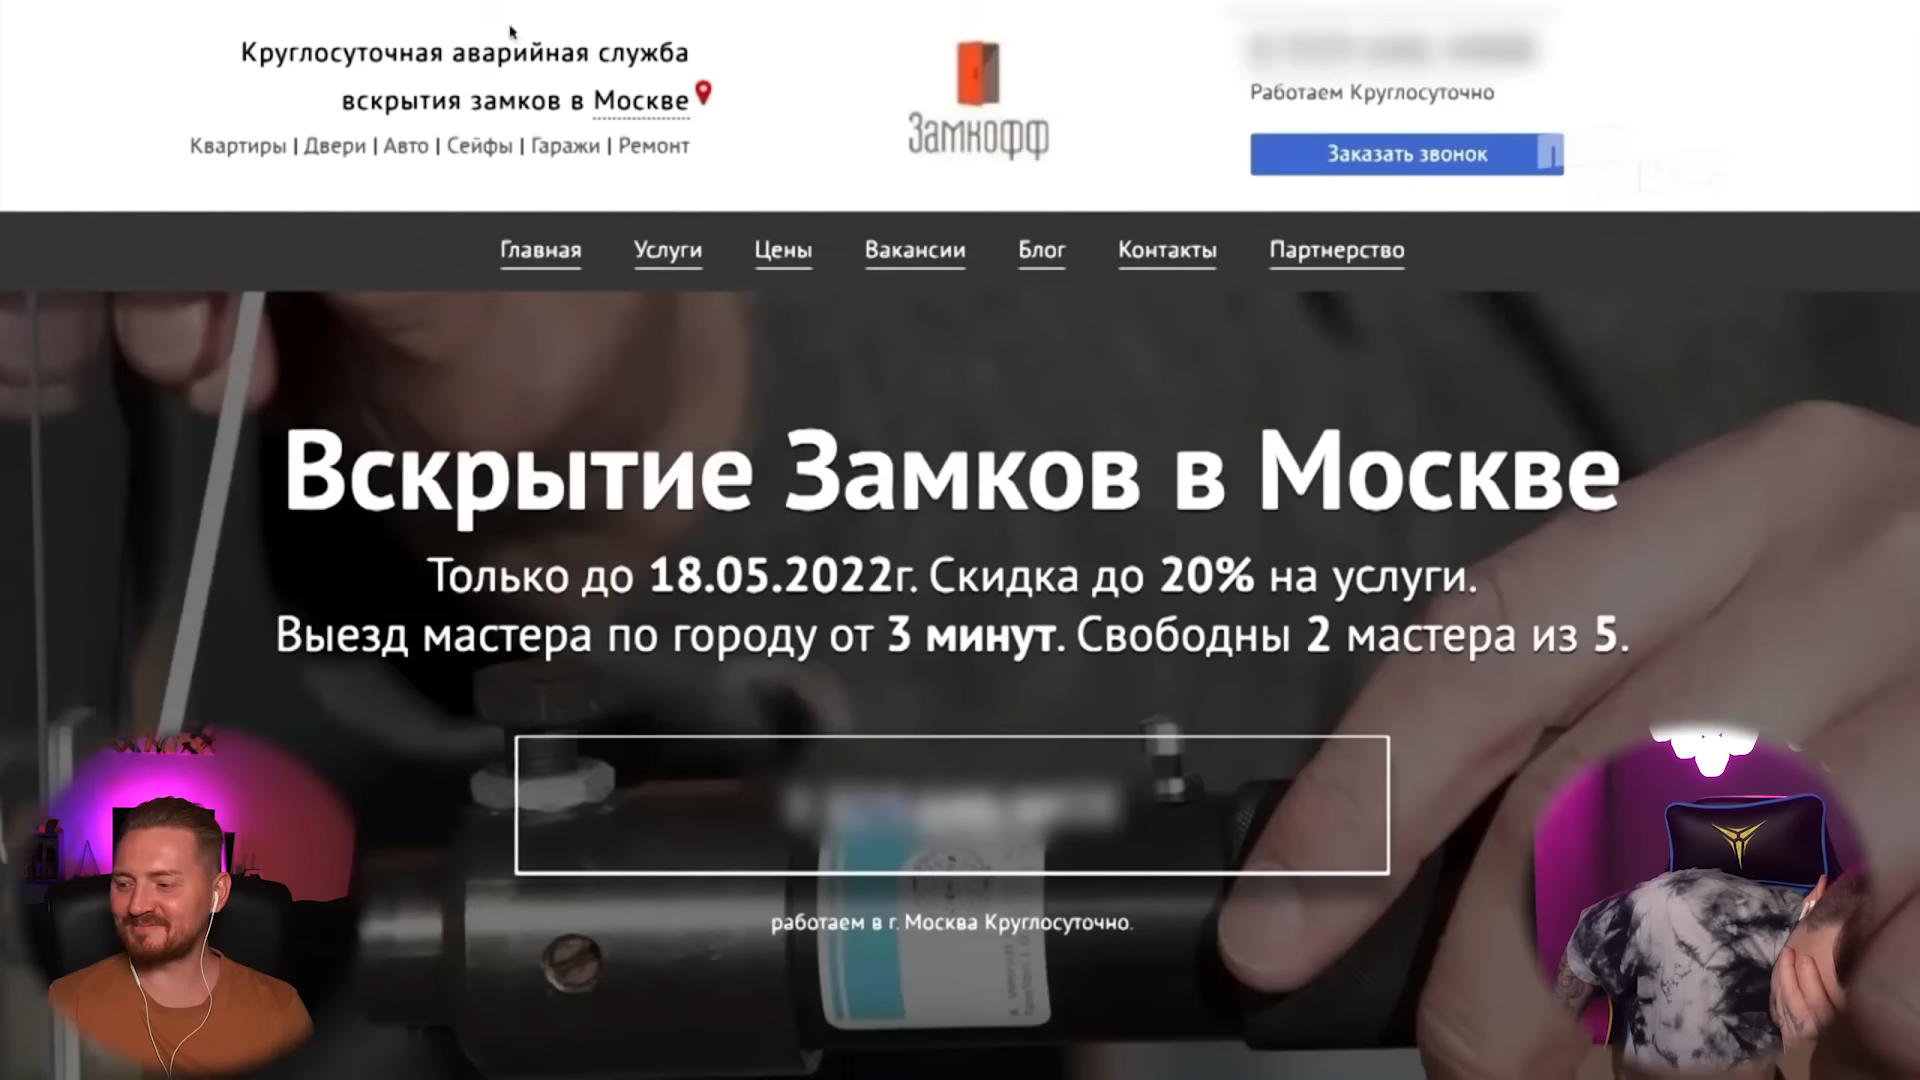 Круглосуточная аварийная служба
вскрытия замков в Москве
Квартиры | Двери | Авто | Сейфы | Гаражи | Ремонт
Замкофф
Работаем Круглосуточно
Заказать звонок
Главная Услуги Цены Вакансии Блог Контакты Партнерство
Вскрытие Замков в Москве
Только до 18.05.2022г. Скидка до 20% на услуги.
Выезд мастера по городу от 3 минут. Свободны 2 мастера из 5.
работаем в г. Москва Круглосуточно.